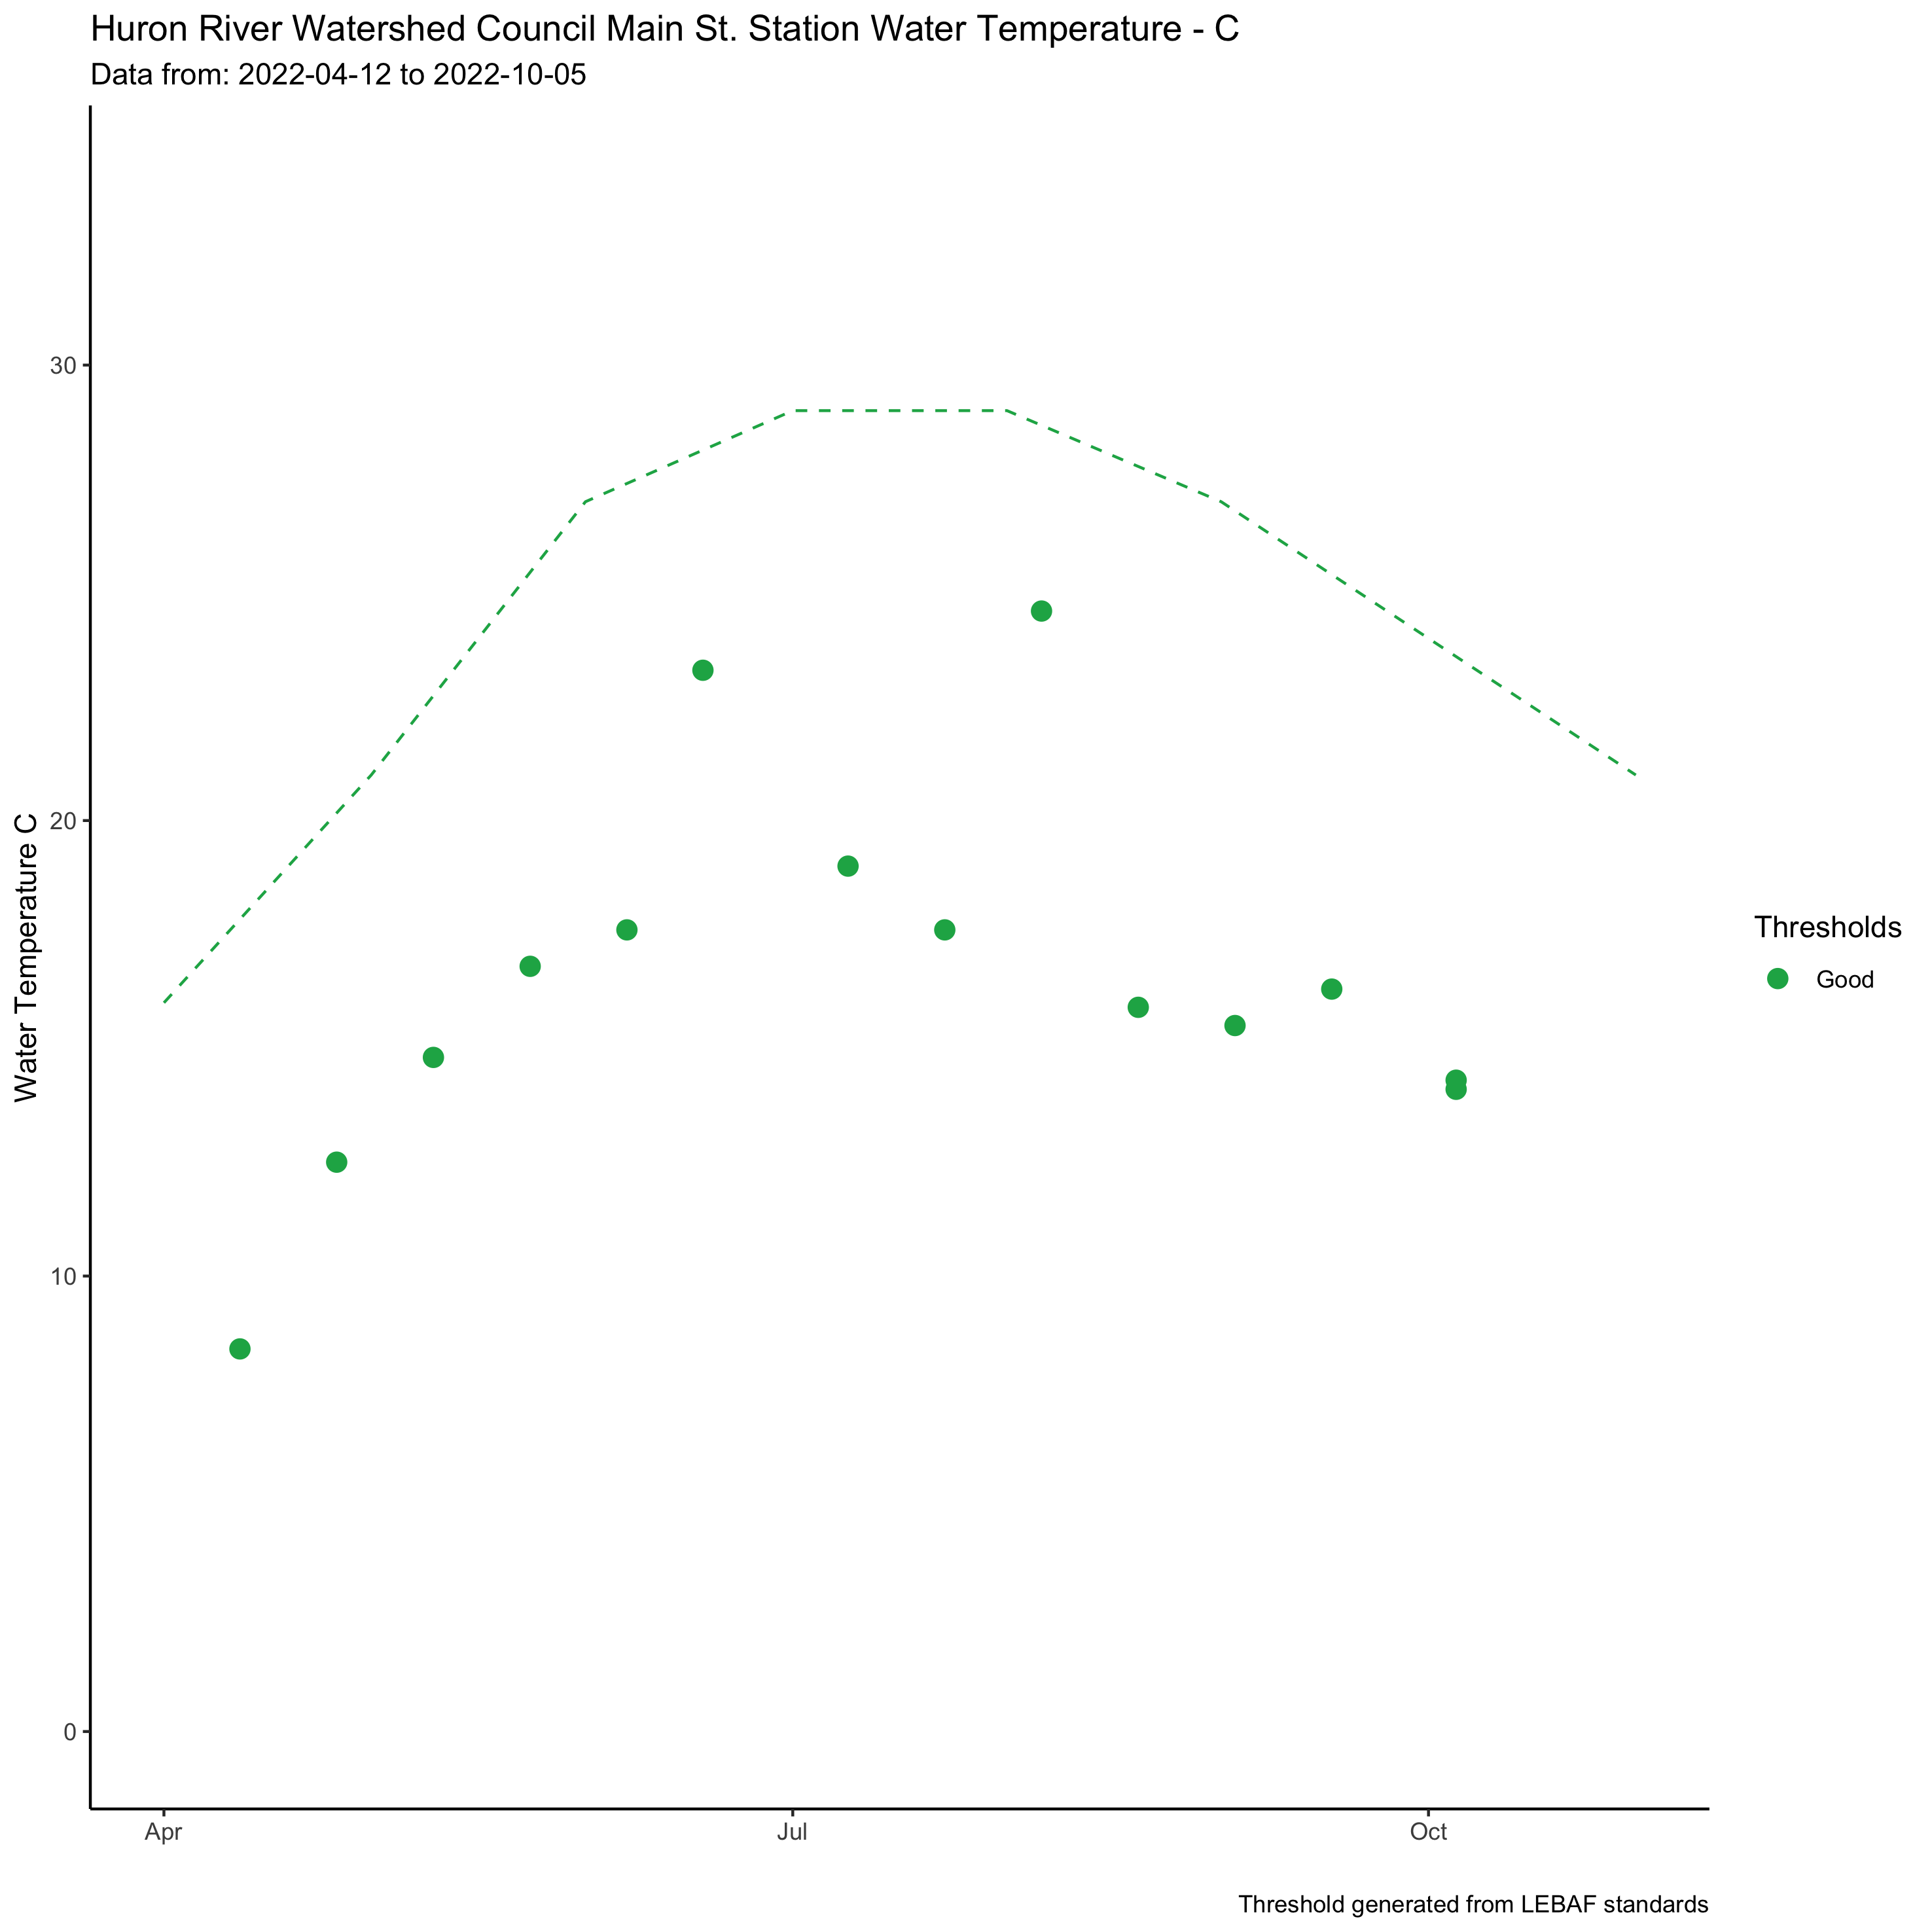 Huron River Watershed Council Main St. Station Water Temperature - C
Data from: 2022-04-12 to 2022-10-05
30
20
10
0
Water Temperature C
Apr
Jul
Oct
Thresholds
Good
Threshold generated from LEBAF standards